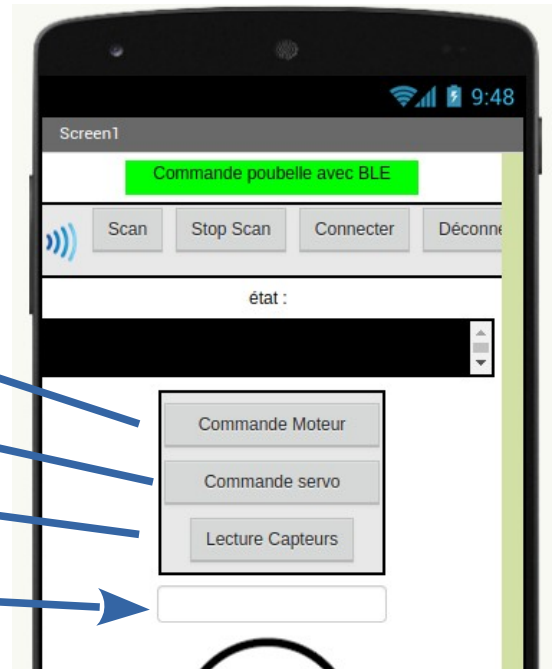 9:48
Screen1
Commande poubelle avec BLE
Scan Stop Scan Connecter Déconne
état :
Commande Moteur
Commande servo
Lecture Capteurs